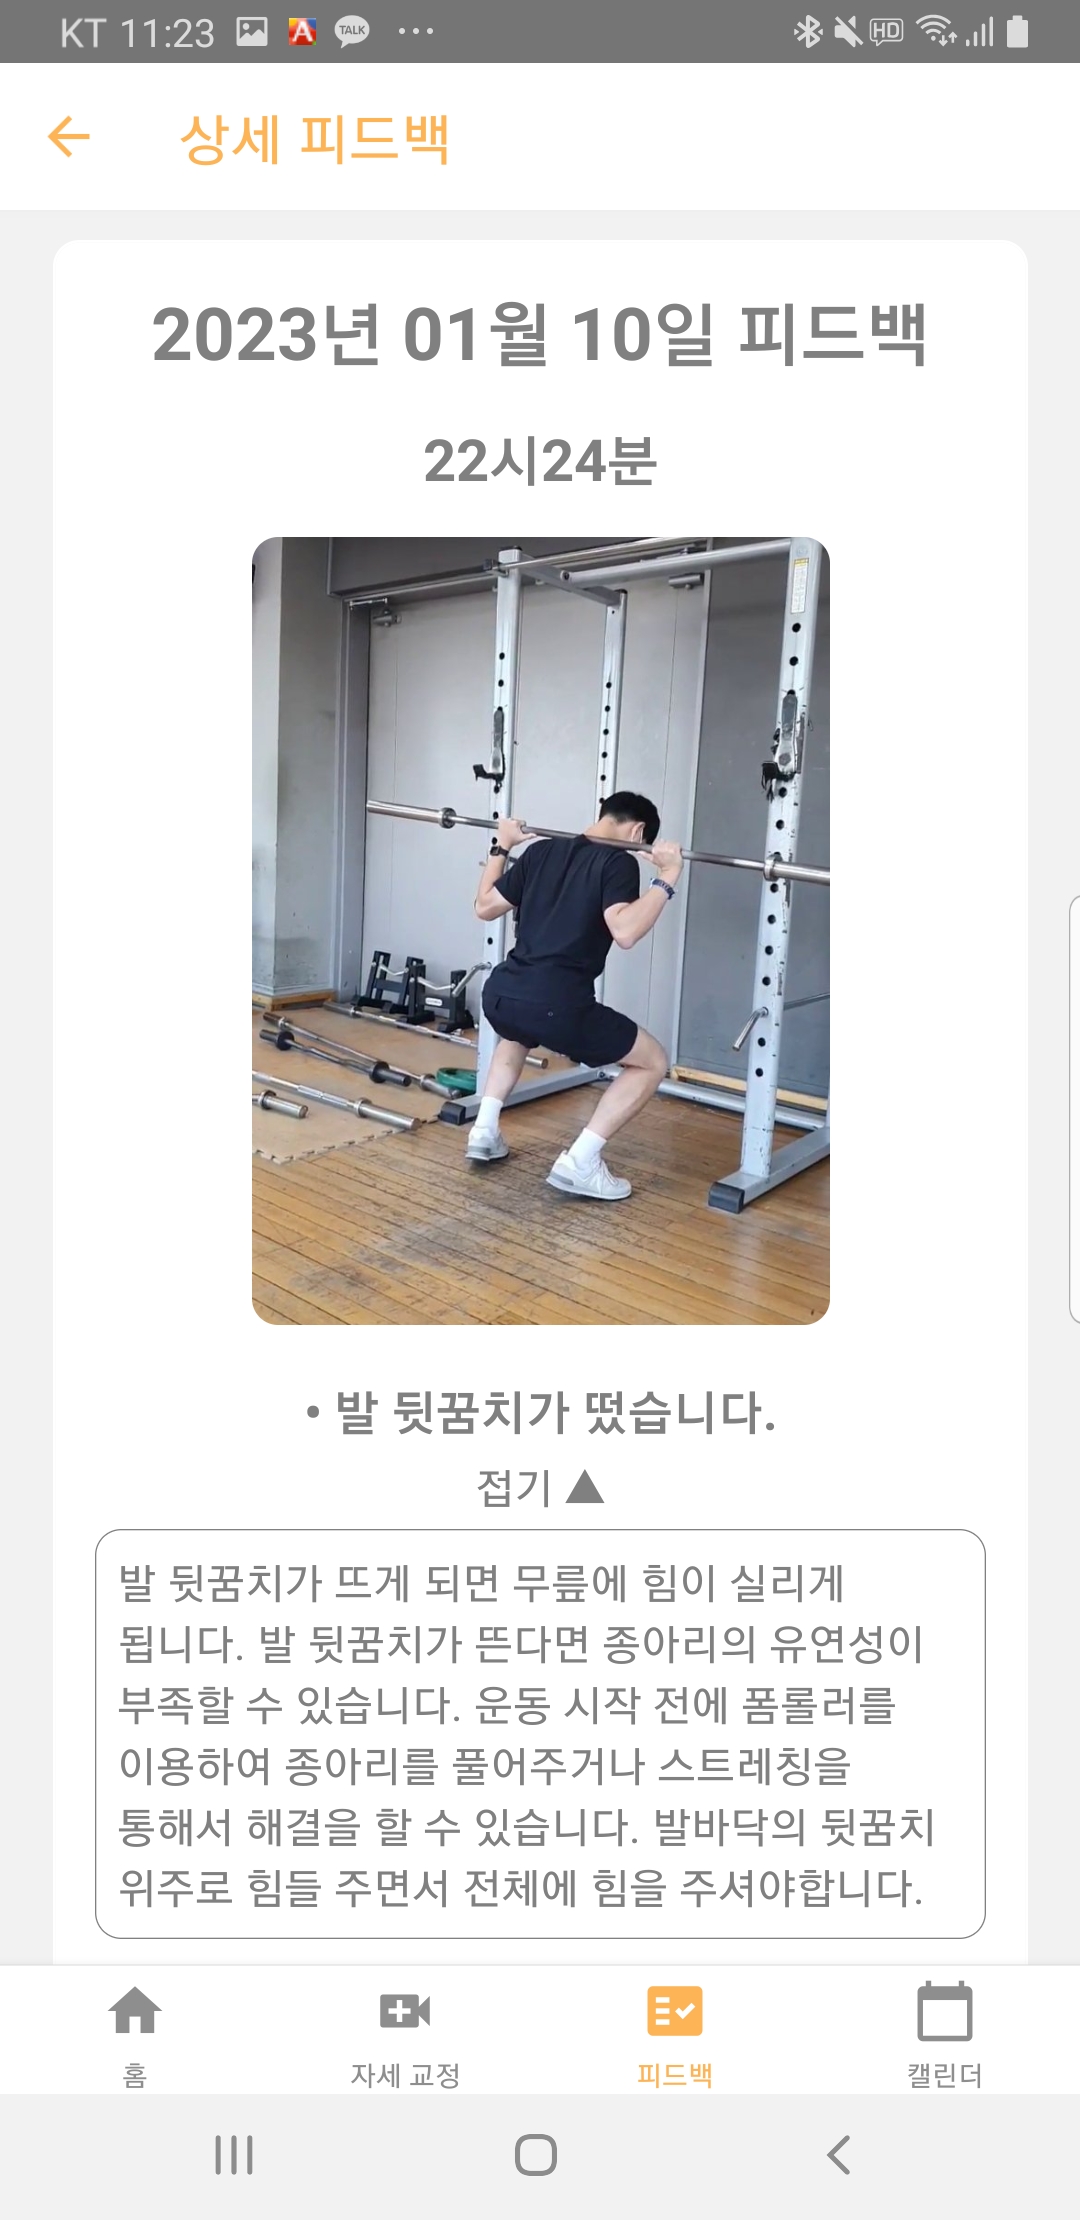 KT 11:23
A
TALK
HD
상세 피드백
2023년 01월 10일 피드백
22시24분
• 발 뒷꿈치가 떴습니다.
접기 ▲
발 뒷꿈치가 뜨게 되면 무릎에 힘이 실리게
됩니다. 발 뒷꿈치가 뜬다면 종아리의 유연성이
부족할 수 있습니다. 운동 시작 전에 폼롤러를
이용하여 종아리를 풀어주거나 스트레칭을
통해서 해결을 할 수 있습니다. 발바닥의 뒷꿈치
위주로 힘들 주면서 전체에 힘을 주셔야합니다.
홈
자세 교정
피드백
캘린더